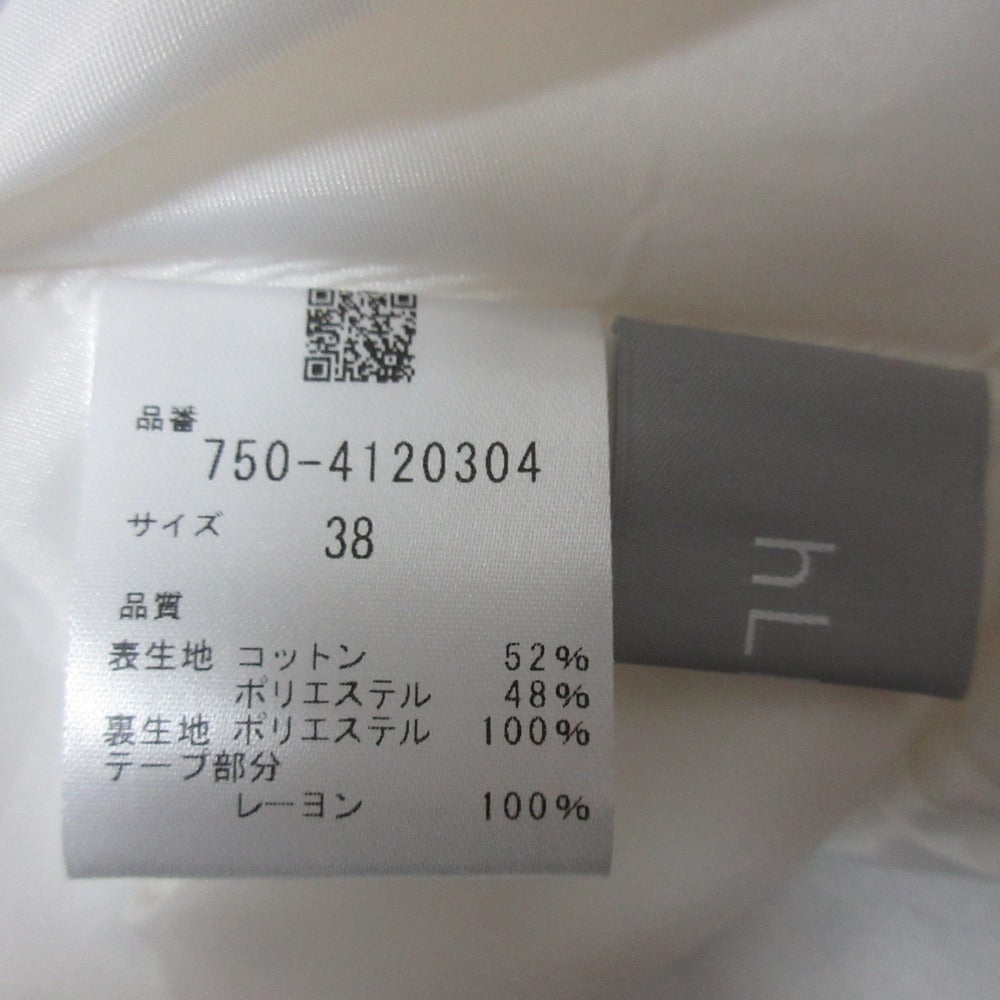 品番
750-4120304
サイズ 38
品質
表生地 コットン 52%
ポリエステル 48%
裏生地 ポリエステル 100%
テープ部分
レーヨン 100%
hL